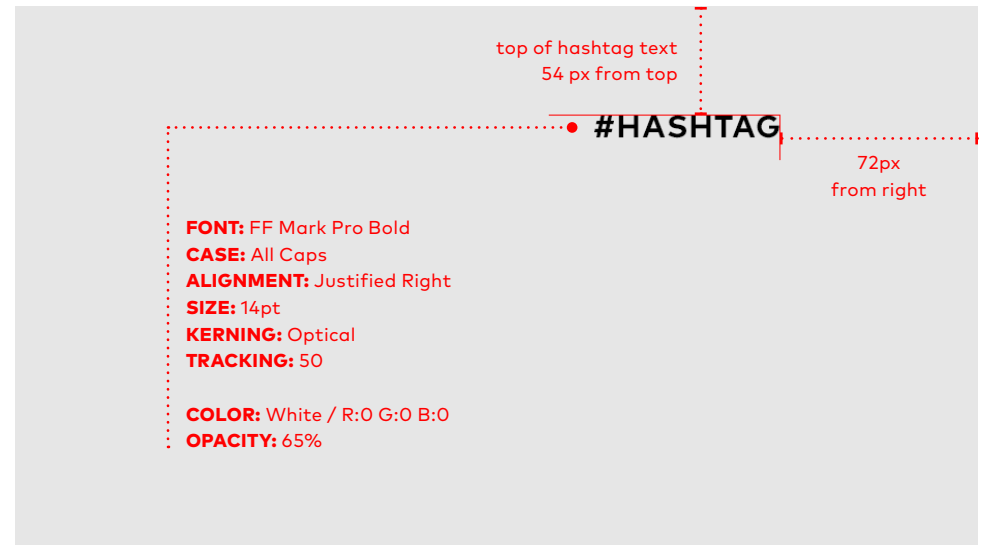 top of hashtag text
54 px from top
#HASHTAG
72px
from right
FONT: FF Mark Pro Bold
CASE: All Caps
ALIGNMENT: Justified Right
SIZE: 14pt
KERNING: Optical
TRACKING: 50
COLOR: White / R:0 G:0 B:0
OPACITY: 65%